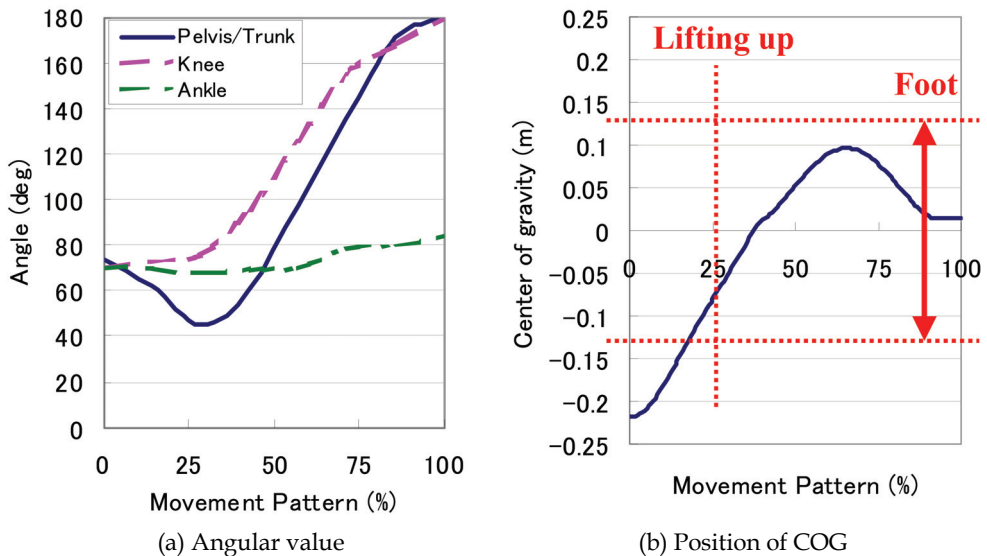 180
160
140
120
100
80
60
40
20
0
Angle (deg)
Pelvis/Trunk
Knee
Ankle
0 25 50 75 100
Movement Pattern (%)
(a) Angular value
0.25
0.2
0.15
0.1
0.05
0
-0.05
-0.1
-0.15
-0.2
-0.25
Center of gravity (m)
Lifting up
Foot
0 25 50 75 100
Movement Pattern (%)
(b) Position of COG